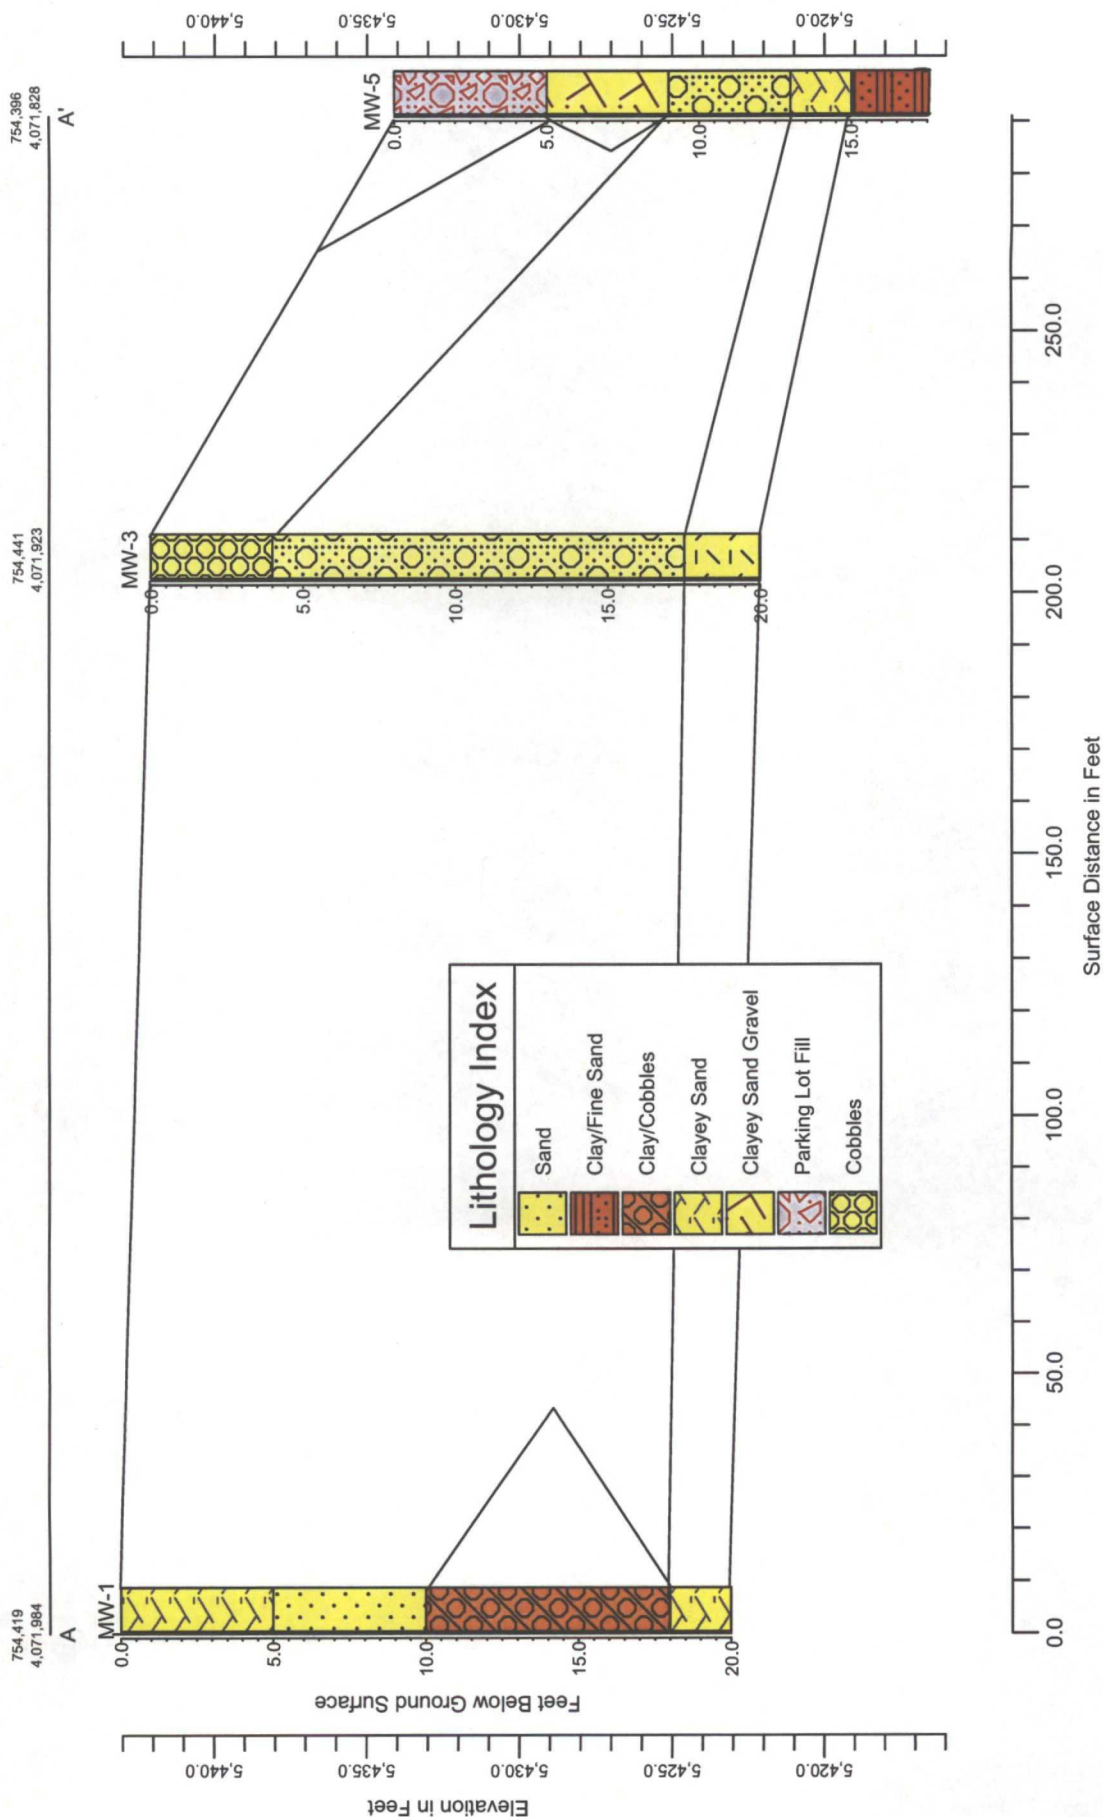 754,419
4,071,984
A
754,441
4,071,923
754,396
4,071,828
A'
MW-1
0.0
5.0
10.0
15.0
20.0
MW-3
0.0
5.0
10.0
15.0
20.0
MW-5
0.0
5.0
10.0
15.0
Feet Below Ground Surface
Elevation in Feet
5,440.0
5,435.0
5,430.0
5,425.0
5,420.0
5,440.0
5,435.0
5,430.0
5,425.0
5,420.0
Lithology Index
Sand
Clay/Fine Sand
Clay/Cobbles
Clayey Sand
Clayey Sand Gravel
Parking Lot Fill
Cobbles
0.0
50.0
100.0
150.0
200.0
250.0
Surface Distance in Feet